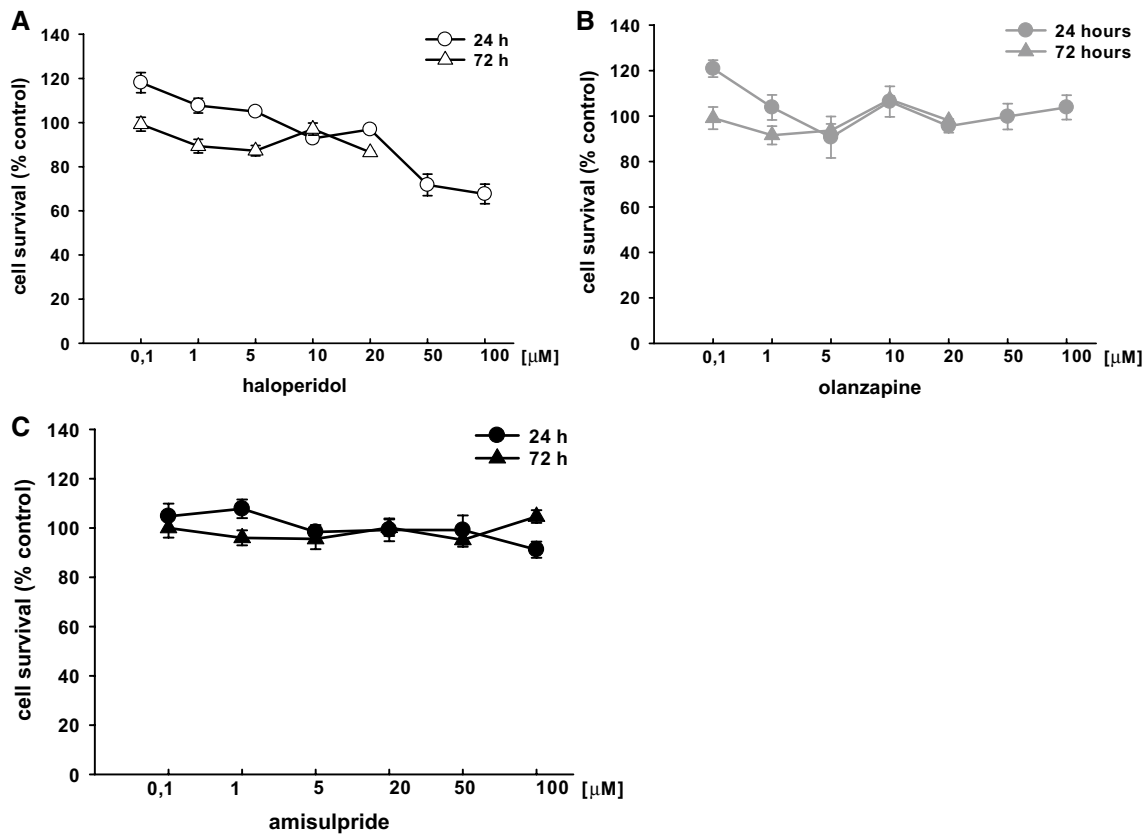 A
140
120
100
80
60
40
20
0
cell survival (% control)
24 h
72 h
0,1 1 5 10 20 50 100 [μM]
haloperidol
B
140
120
100
80
60
40
20
0
cell survival (% control)
24 hours
72 hours
0,1 1 5 10 20 50 100 [μM]
olanzapine
C
140
120
100
80
60
40
20
0
cell survival (% control)
24 h
72 h
0,1 1 5 20 50 100 [μM]
amisulpride